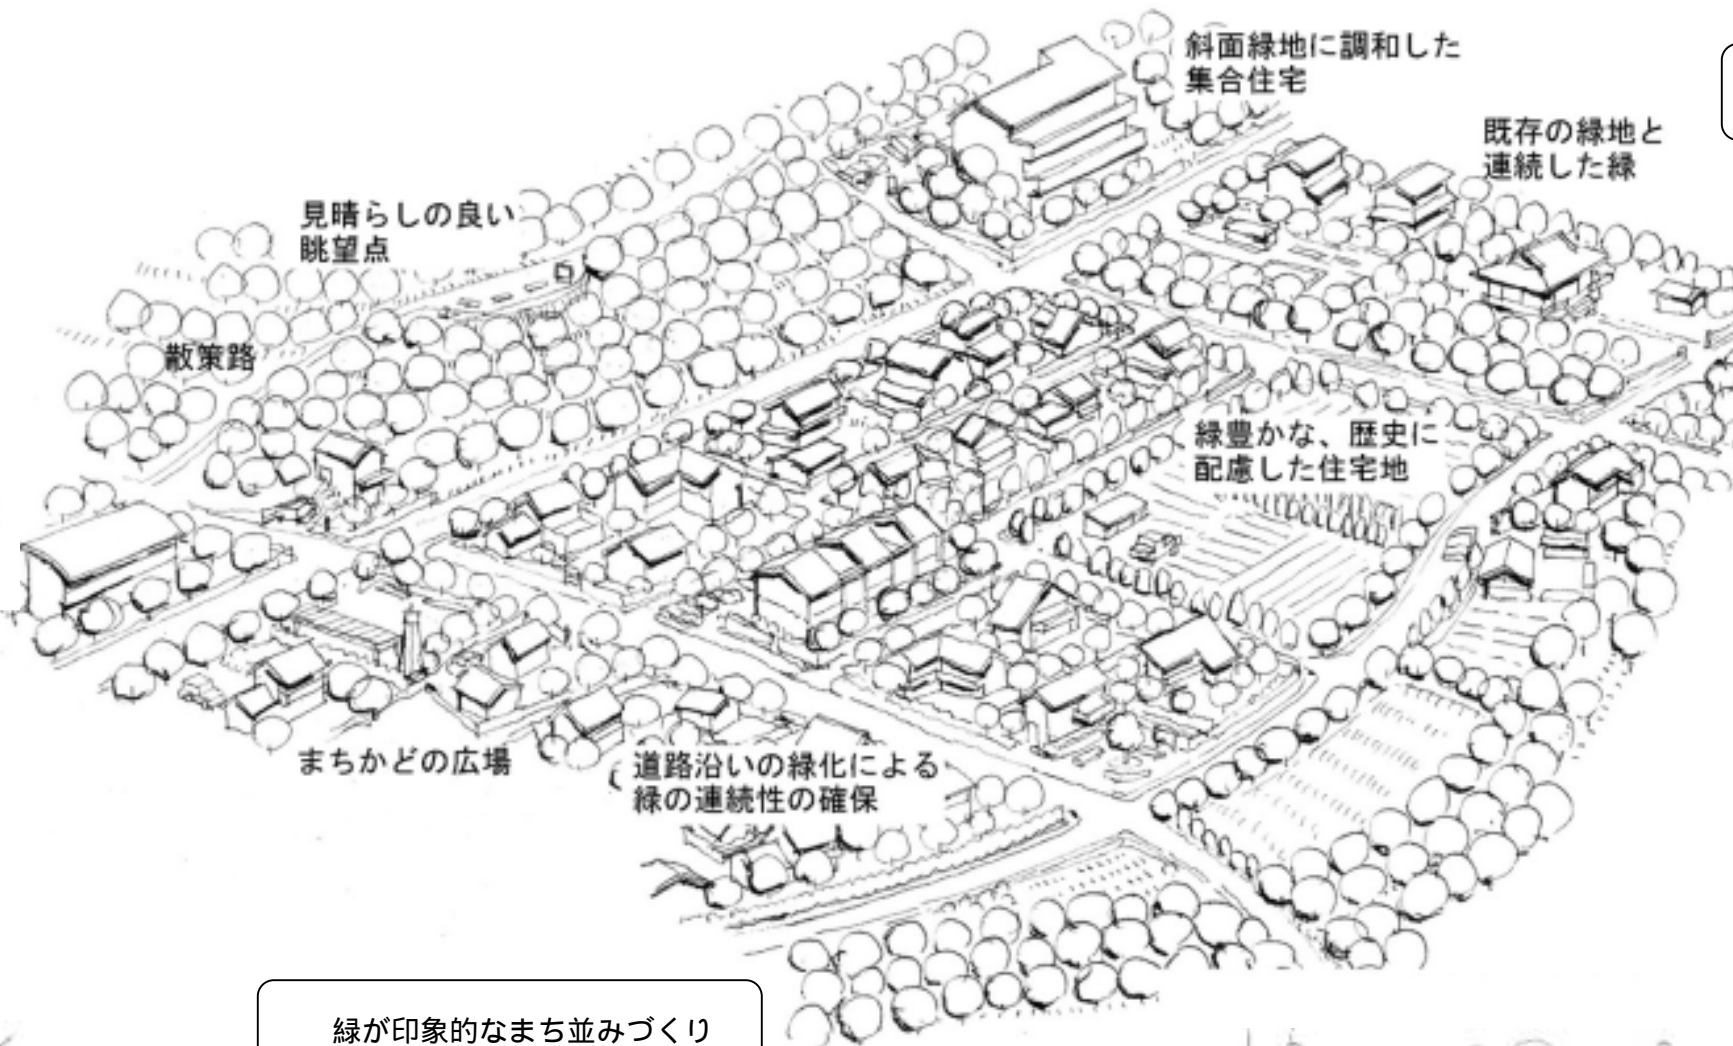 斜面緑地に調和した
集合住宅
既存の緑地と
連続した緑
見晴らしの良い
眺望点
散策路
緑豊かな、歴史に
配慮した住宅地
まちかどの広場
道路沿いの緑化による
緑の連続性の確保
緑が印象的なまち並みづくり